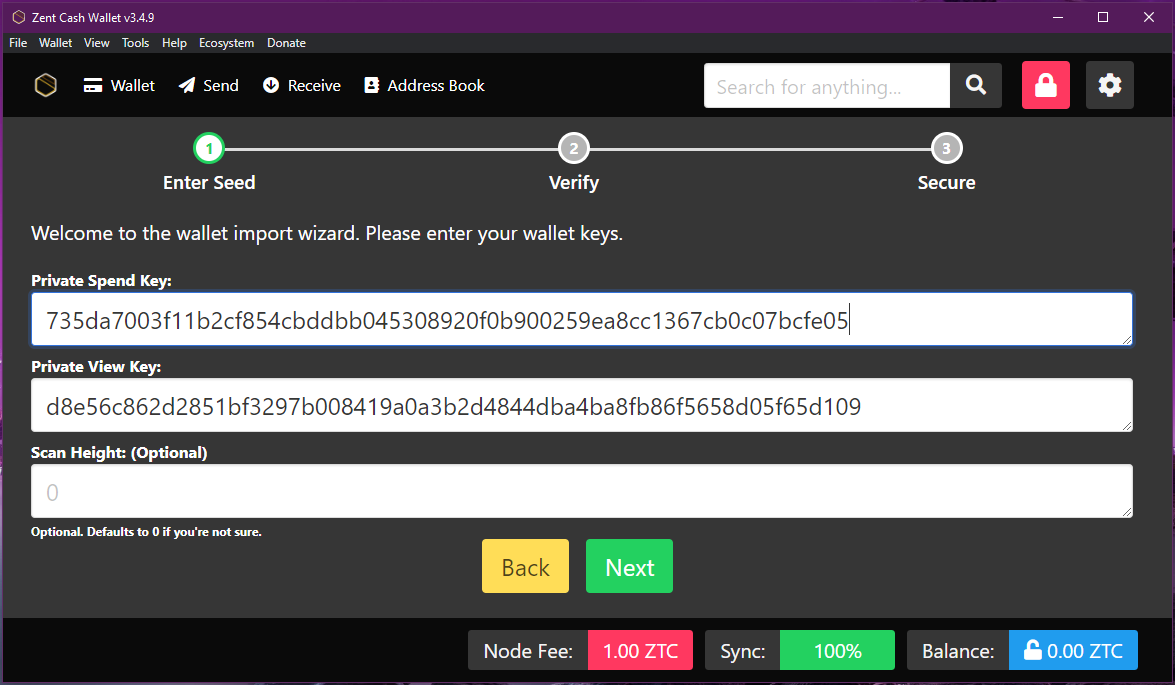 Zent Cash Wallet v3.4.9
File Wallet View Tools Help Ecosystem Donate
Wallet Send Receive Address Book Search for anything...
1 2 3
Enter Seed Verify Secure
Welcome to the wallet import wizard. Please enter your wallet keys.
Private Spend Key:
735da7003f11b2cf854cbddbb045308920f0b900259ea8cc1367cb0c07bcfe05
Private View Key:
d8e56c862d2851bf3297b008419a0a3b2d4844dba4ba8fb86f5658d05f65d109
Scan Height: (Optional)
0
Optional. Defaults to 0 if you're not sure.
Back Next
Node Fee: 1.00 ZTC Sync: 100% Balance: 0.00 ZTC